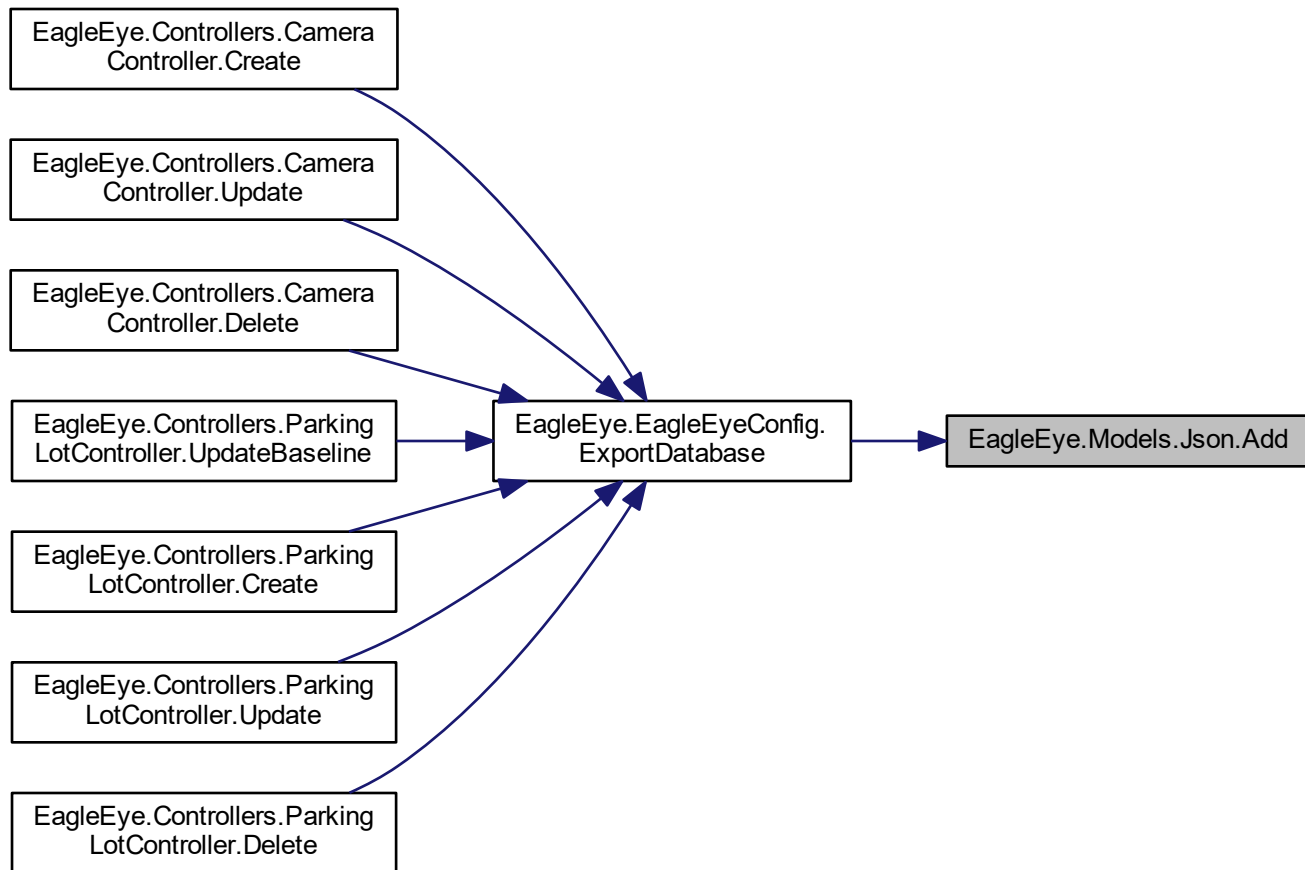 EagleEye.Controllers.Camera
Controller.Create
EagleEye.Controllers.Camera
Controller.Update
EagleEye.Controllers.Camera
Controller.Delete
EagleEye.Controllers.Parking
LotController.UpdateBaseline
EagleEye.Controllers.Parking
LotController.Create
EagleEye.Controllers.Parking
LotController.Update
EagleEye.Controllers.Parking
LotController.Delete
EagleEye.EagleEyeConfig.
ExportDatabase
EagleEye.Models.Json.Add